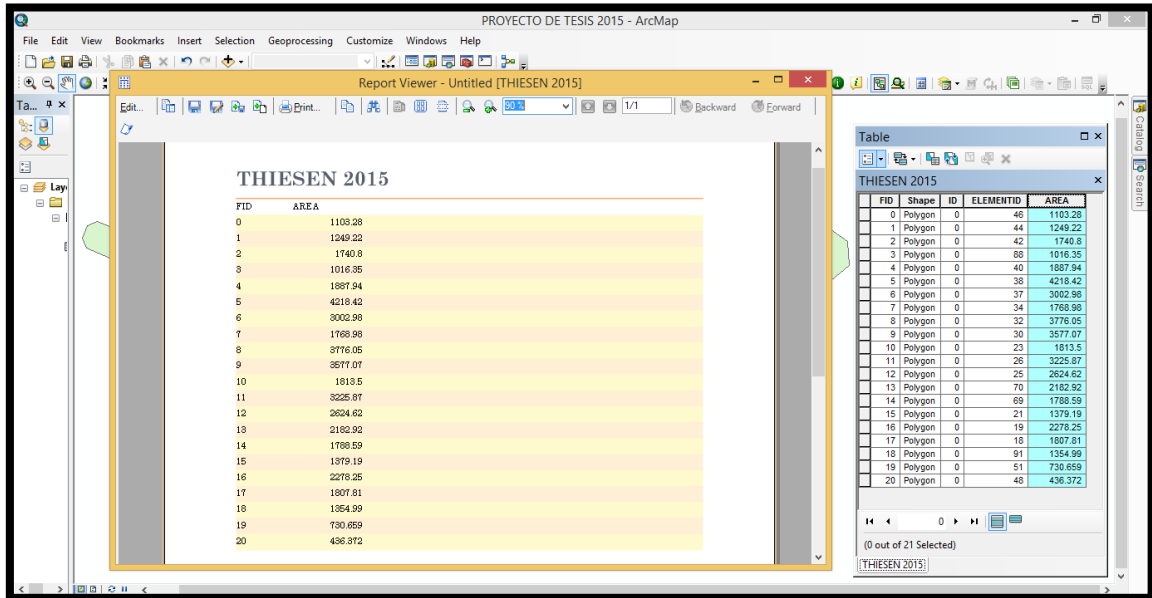 PROYECTO DE TESIS 2015 - ArcMap
File Edit View Bookmarks Insert Selection Geoprocessing Customize Windows Help
Report Viewer - Untitled [THIESEN 2015]
Edit... Print... 90 % 1/1 Backward Forward
Ta...
Lay
THIESEN 2015
FID AREA
0 1103.28
1 1249.22
2 1740.8
3 1016.35
4 1887.94
5 4218.42
6 3002.98
7 1768.98
8 3776.05
9 3577.07
10 1813.5
11 3225.87
12 2624.62
13 2182.92
14 1788.59
15 1379.19
16 2278.25
17 1807.81
18 1354.99
19 730.659
20 436.372
Table
THIESEN 2015
FID Shape ID ELEMENTID AREA
0 Polygon 0 46 1103.28
1 Polygon 0 44 1249.22
2 Polygon 0 42 1740.8
3 Polygon 0 88 1016.35
4 Polygon 0 40 1887.94
5 Polygon 0 38 4218.42
6 Polygon 0 37 3002.98
7 Polygon 0 34 1768.98
8 Polygon 0 32 3776.05
9 Polygon 0 30 3577.07
10 Polygon 0 23 1813.5
11 Polygon 0 26 3225.87
12 Polygon 0 25 2624.62
13 Polygon 0 70 2182.92
14 Polygon 0 69 1788.59
15 Polygon 0 21 1379.19
16 Polygon 0 19 2278.25
17 Polygon 0 18 1807.81
18 Polygon 0 91 1354.99
19 Polygon 0 51 730.659
20 Polygon 0 48 436.372
0
(0 out of 21 Selected)
THIESEN 2015
Catalog
Search